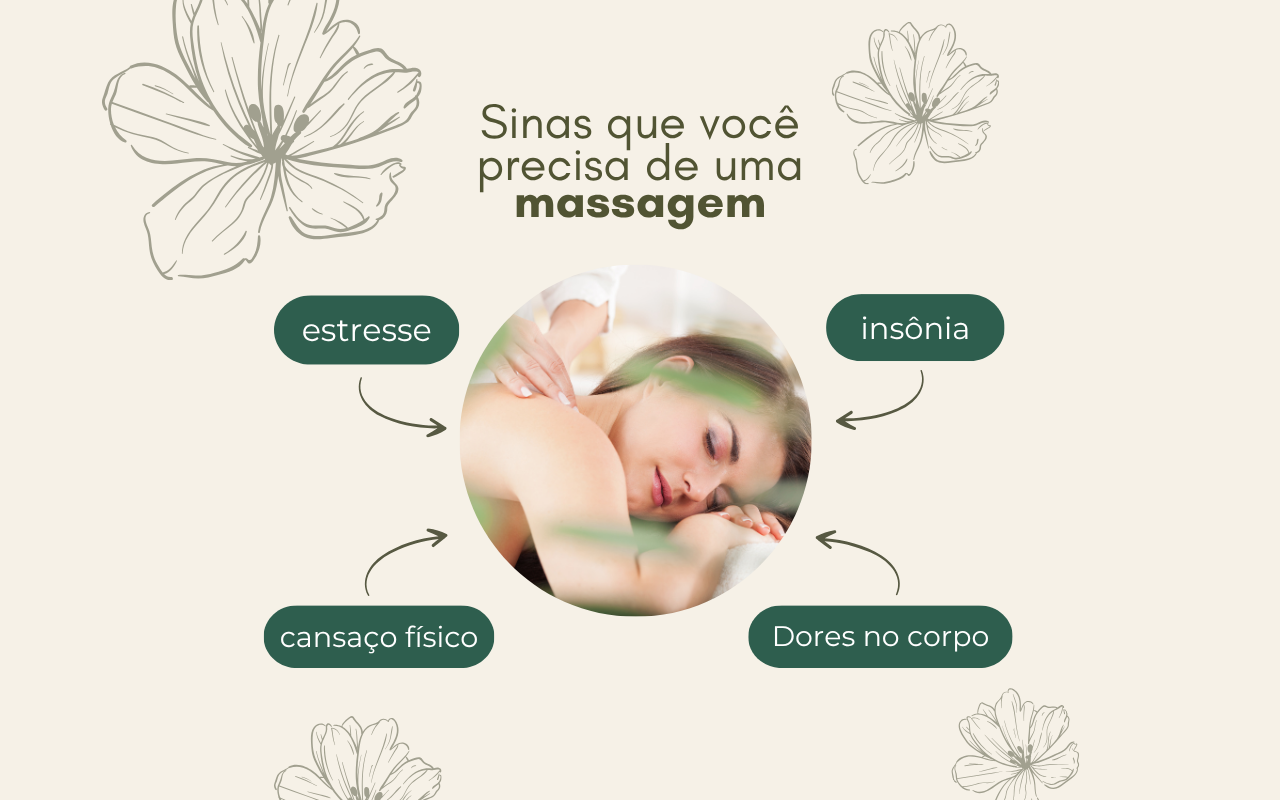 Sinas que você
precisa de uma
massagem
estresse
insônia
cansaço físico
Dores no corpo